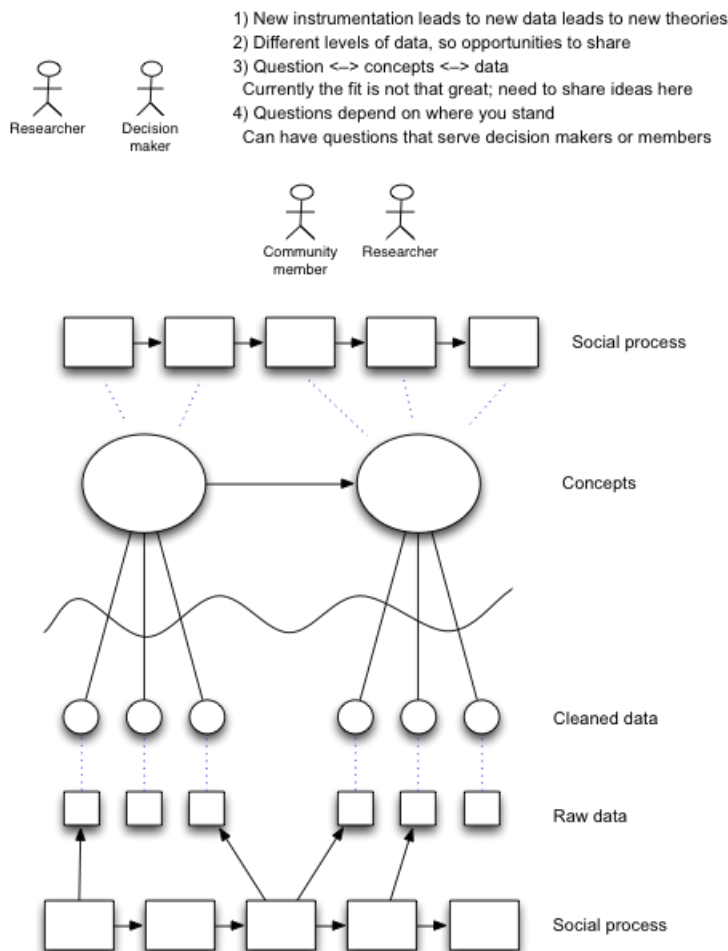 1) New instrumentation leads to new data leads to new theories
2) Different levels of data, so opportunities to share
3) Question <–> concepts <–> data
Currently the fit is not that great; need to share ideas here
4) Questions depend on where you stand
Can have questions that serve decision makers or members
Researcher
Decision
maker
Community
member
Researcher
Social process
Concepts
Cleaned data
Raw data
Social process